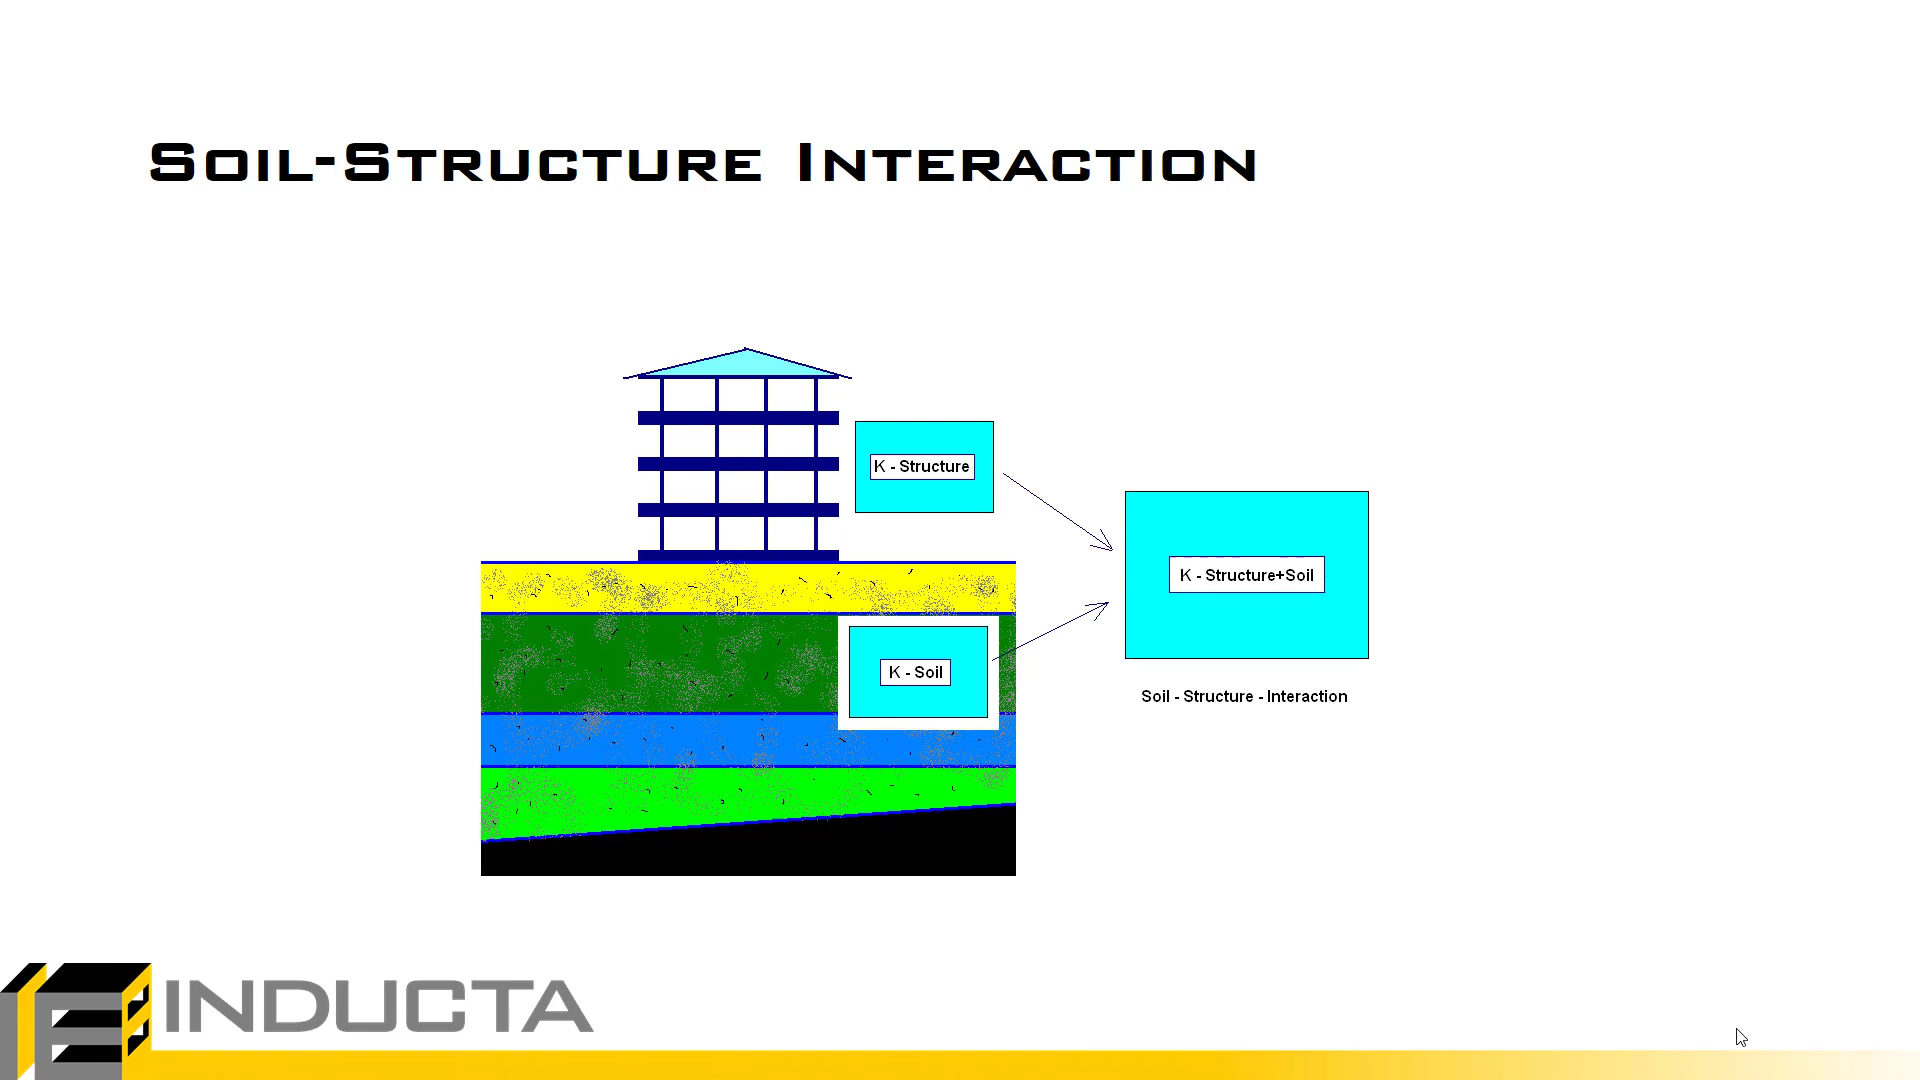 Soil-Structure Interaction
K - Structure
K - Structure+Soil
K - Soil
Soil - Structure - Interaction
INDUCTA